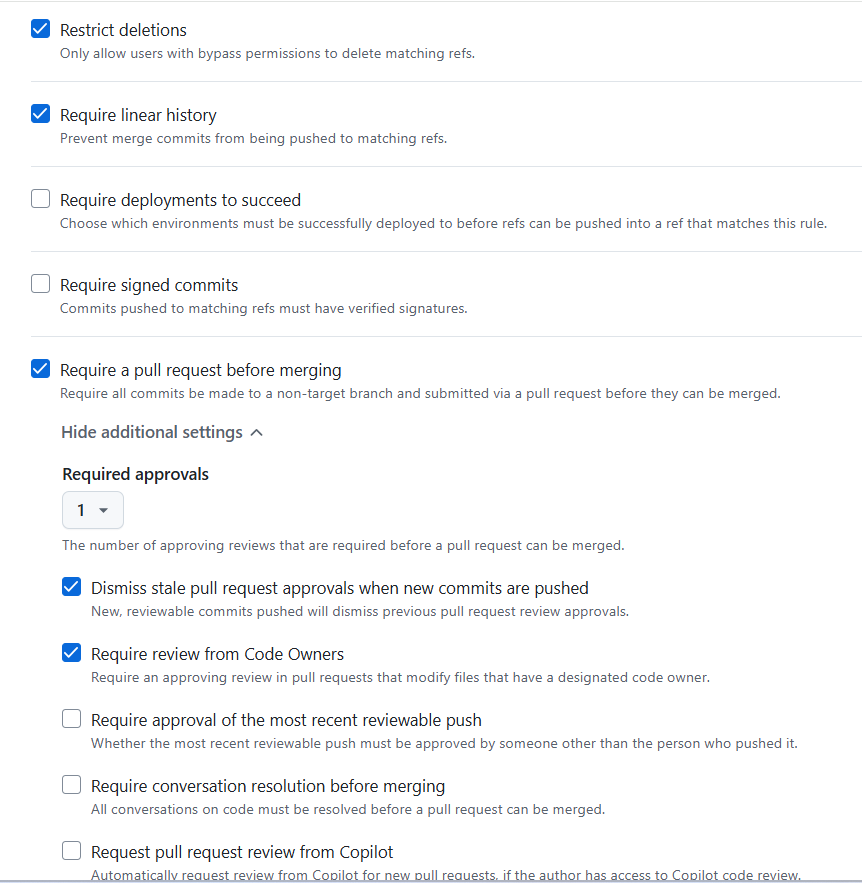 Restrict deletions
Only allow users with bypass permissions to delete matching refs.
Require linear history
Prevent merge commits from being pushed to matching refs.
Require deployments to succeed
Choose which environments must be successfully deployed to before refs can be pushed into a ref that matches this rule.
Require signed commits
Commits pushed to matching refs must have verified signatures.
Require a pull request before merging
Require all commits be made to a non-target branch and submitted via a pull request before they can be merged.
Hide additional settings
Required approvals
1
The number of approving reviews that are required before a pull request can be merged.
Dismiss stale pull request approvals when new commits are pushed
New, reviewable commits pushed will dismiss previous pull request review approvals.
Require review from Code Owners
Require an approving review in pull requests that modify files that have a designated code owner.
Require approval of the most recent reviewable push
Whether the most recent reviewable push must be approved by someone other than the person who pushed it.
Require conversation resolution before merging
All conversations on code must be resolved before a pull request can be merged.
Request pull request review from Copilot
Automatically request review from Copilot for new pull requests, if the author has access to Copilot code review.